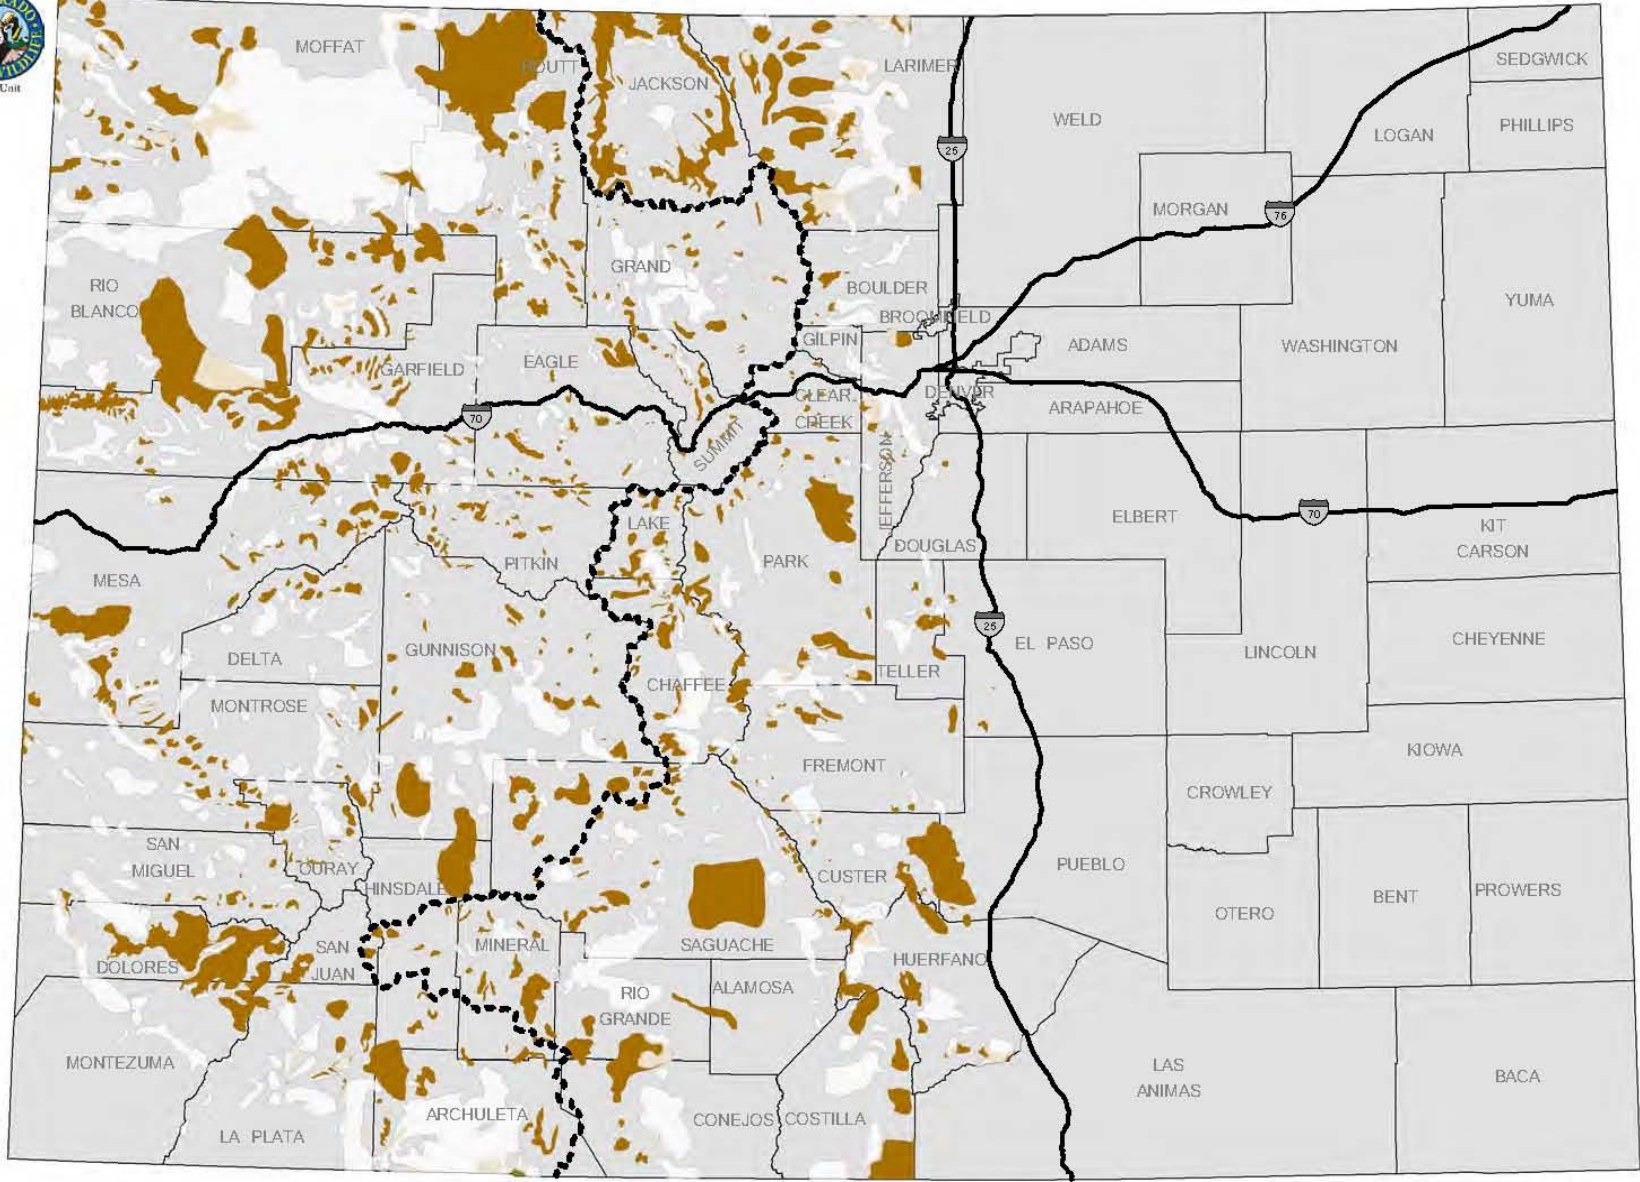 RADO
WILDLIFE
Unit
MOFFAT
ROUTT
JACKSON
LARIMER
SEDGWICK
WELD
LOGAN
PHILLIPS
25
MORGAN
76
RIO
BLANCO
GRAND
BOULDER
BROOMFIELD
YUMA
GILPIN
ADAMS
WASHINGTON
EAGLE
GARFIELD
DENVER
CLEAR
CREEK
ARAPAHOE
70
SUMMIT
JEFFERSON
LAKE
ELBERT
70
KIT
CARSON
DOUGLAS
PITKIN
PARK
MESA
25
EL PASO
CHEYENNE
GUNNISON
DELTA
LINCOLN
TELLER
CHAFFEE
MONTROSE
KIOWA
FREMONT
CROWLEY
SAN
MIGUEL
OURAY
HINSDALE
CUSTER
PUEBLO
BENT
PROWERS
OTERO
SAGUACHE
MINERAL
SAN
JUAN
DOLORES
HUERFANO
ALAMOSA
RIO
GRANDE
MONTEZUMA
LAS
ANIMAS
BACA
ARCHULETA
CONEJOS
COSTILLA
LA PLATA